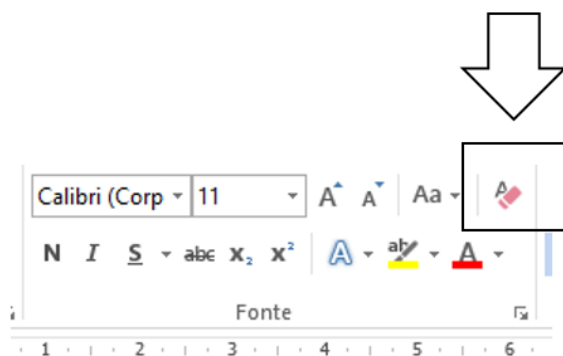 Calibri (Corp 11 A A Aa A
N I S abc X₂ X² A ab A
Fonte
1 2 3 4 5 6